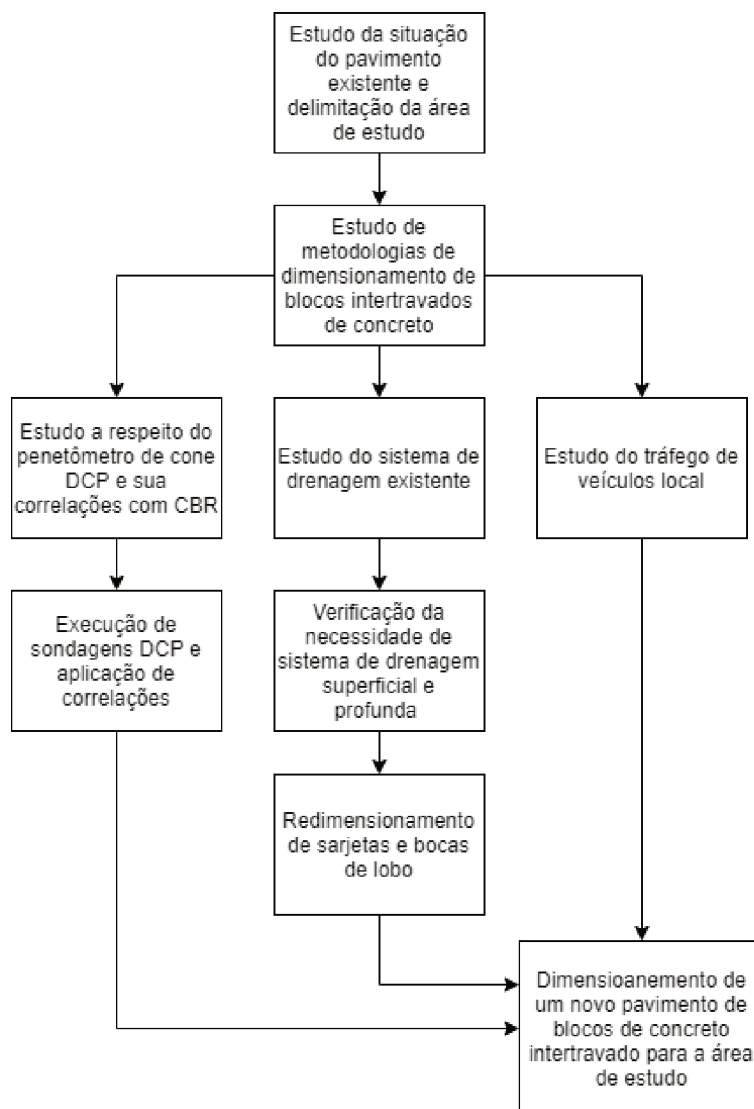 Estudo da situação
do pavimento
existente e
delimitação da área
de estudo
Estudo de
metodologias de
dimensionamento de
blocos intertravados
de concreto
Estudo a respeito do
penetômetro de cone
DCP e sua
correlações com CBR
Estudo do sistema de
drenagem existente
Estudo do tráfego de
veículos local
Execução de
sondagens DCP e
aplicação de
correlações
Verificação da
necessidade de
sistema de drenagem
superficial e
profunda
Redimensionamento
de sarjetas e bocas
de lobo
Dimensioanemento de
um novo pavimento de
blocos de concreto
intertravado para a área
de estudo